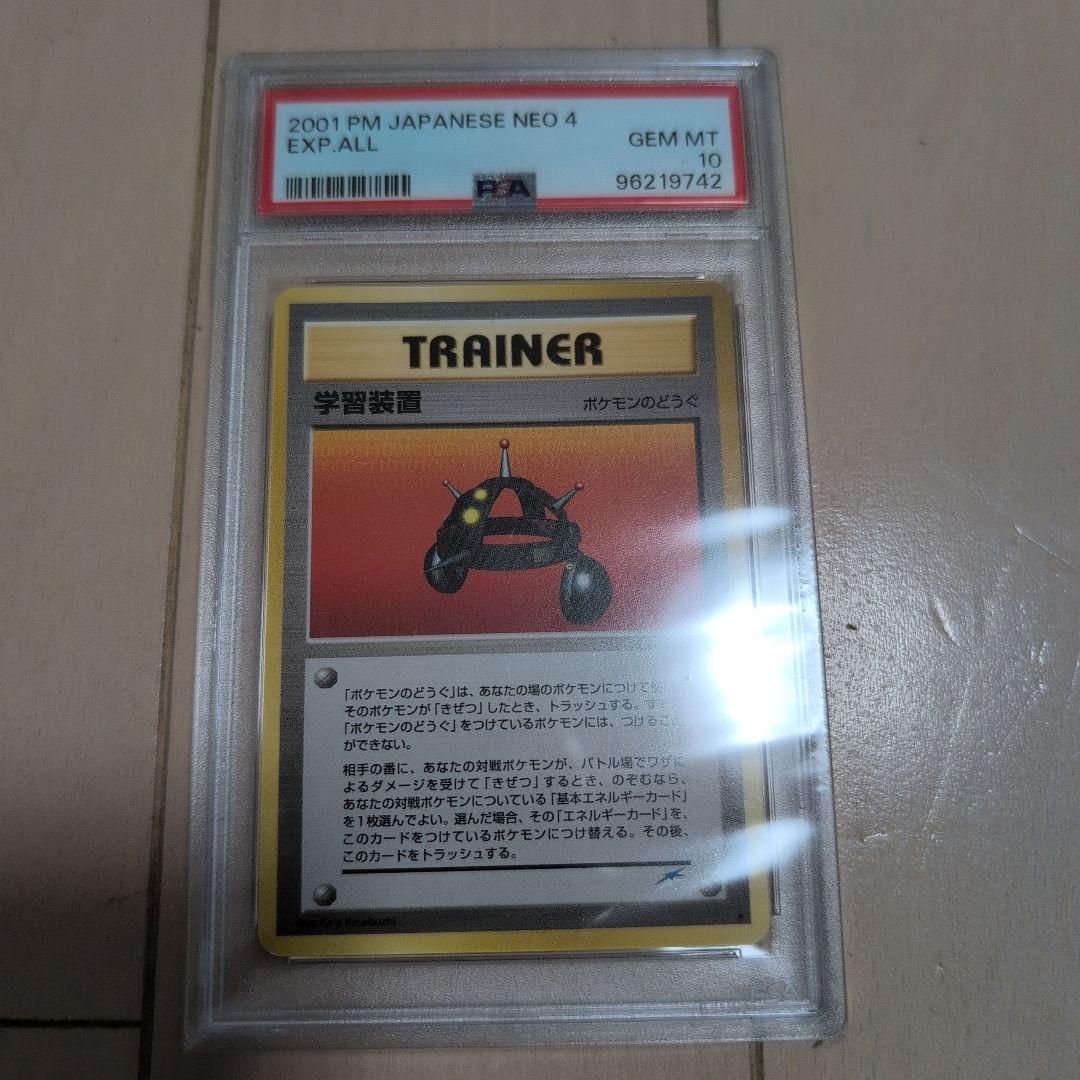 2001 PM JAPANESE NEO 4
EXP.ALL
GEM MT
10
96219742
PSA
TRAINER
学習装置
ポケモンのどうぐ
「ポケモンのどうぐ」は、あなたの場のポケモンにつけて使
そのポケモンが「きぜつ」したとき、トラッシュする。すで
「ポケモンのどうぐ」をつけているポケモンには、つけるこ
ができない。
相手の番に、あなたの対戦ポケモンが、バトル場でワザに
よるダメージを受けて「きぜつ」するとき、のぞむなら、
あなたの対戦ポケモンについている「基本エネルギーカード」
を1枚選んでよい。選んだ場合、その「エネルギーカード」を、
このカードをつけているポケモンにつけ替える。その後、
このカードをトラッシュする。
Kinebuchi